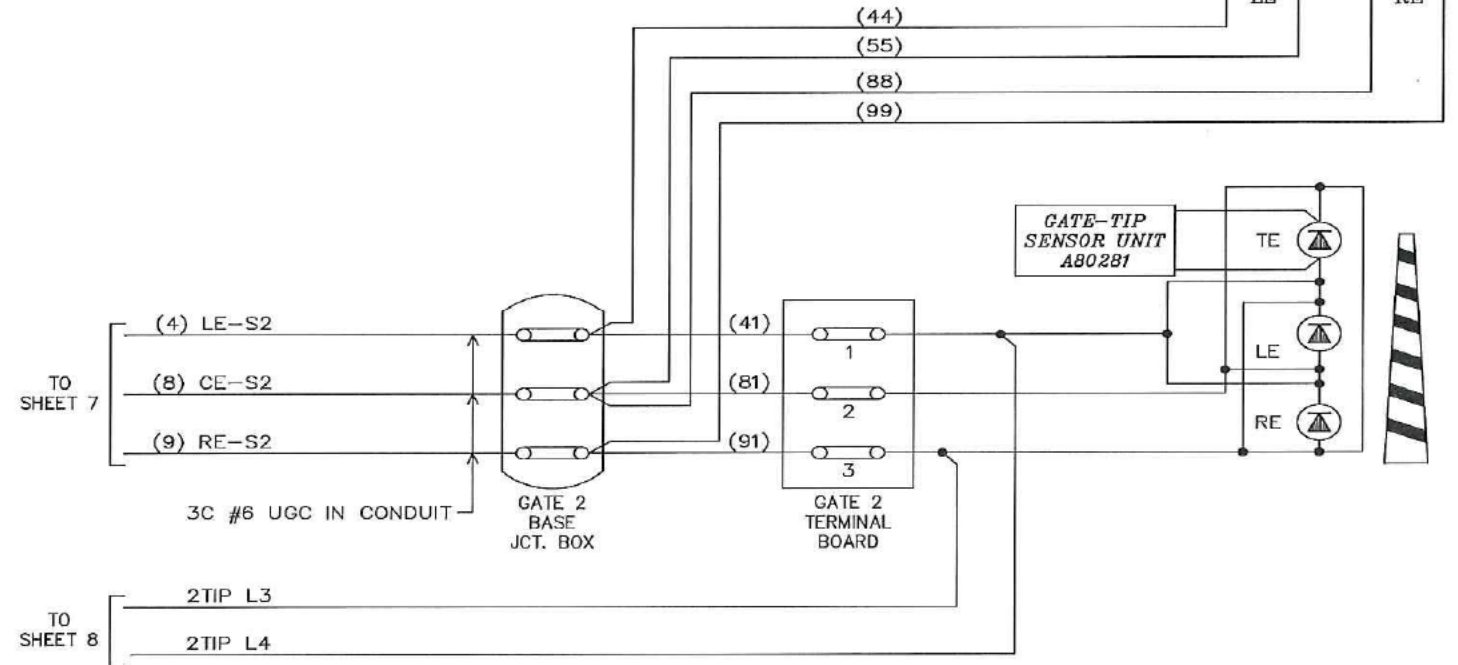 (44)
(55)
(88)
(99)
GATE-TIP
SENSOR UNIT
A80281
TE
LE
RE
(4) LE-S2
(41)
1
(8) CE-S2
(81)
2
(9) RE-S2
(91)
3
TO
SHEET 7
3C #6 UGC IN CONDUIT
GATE 2
BASE
JCT. BOX
GATE 2
TERMINAL
BOARD
2TIP L3
2TIP L4
TO
SHEET 8